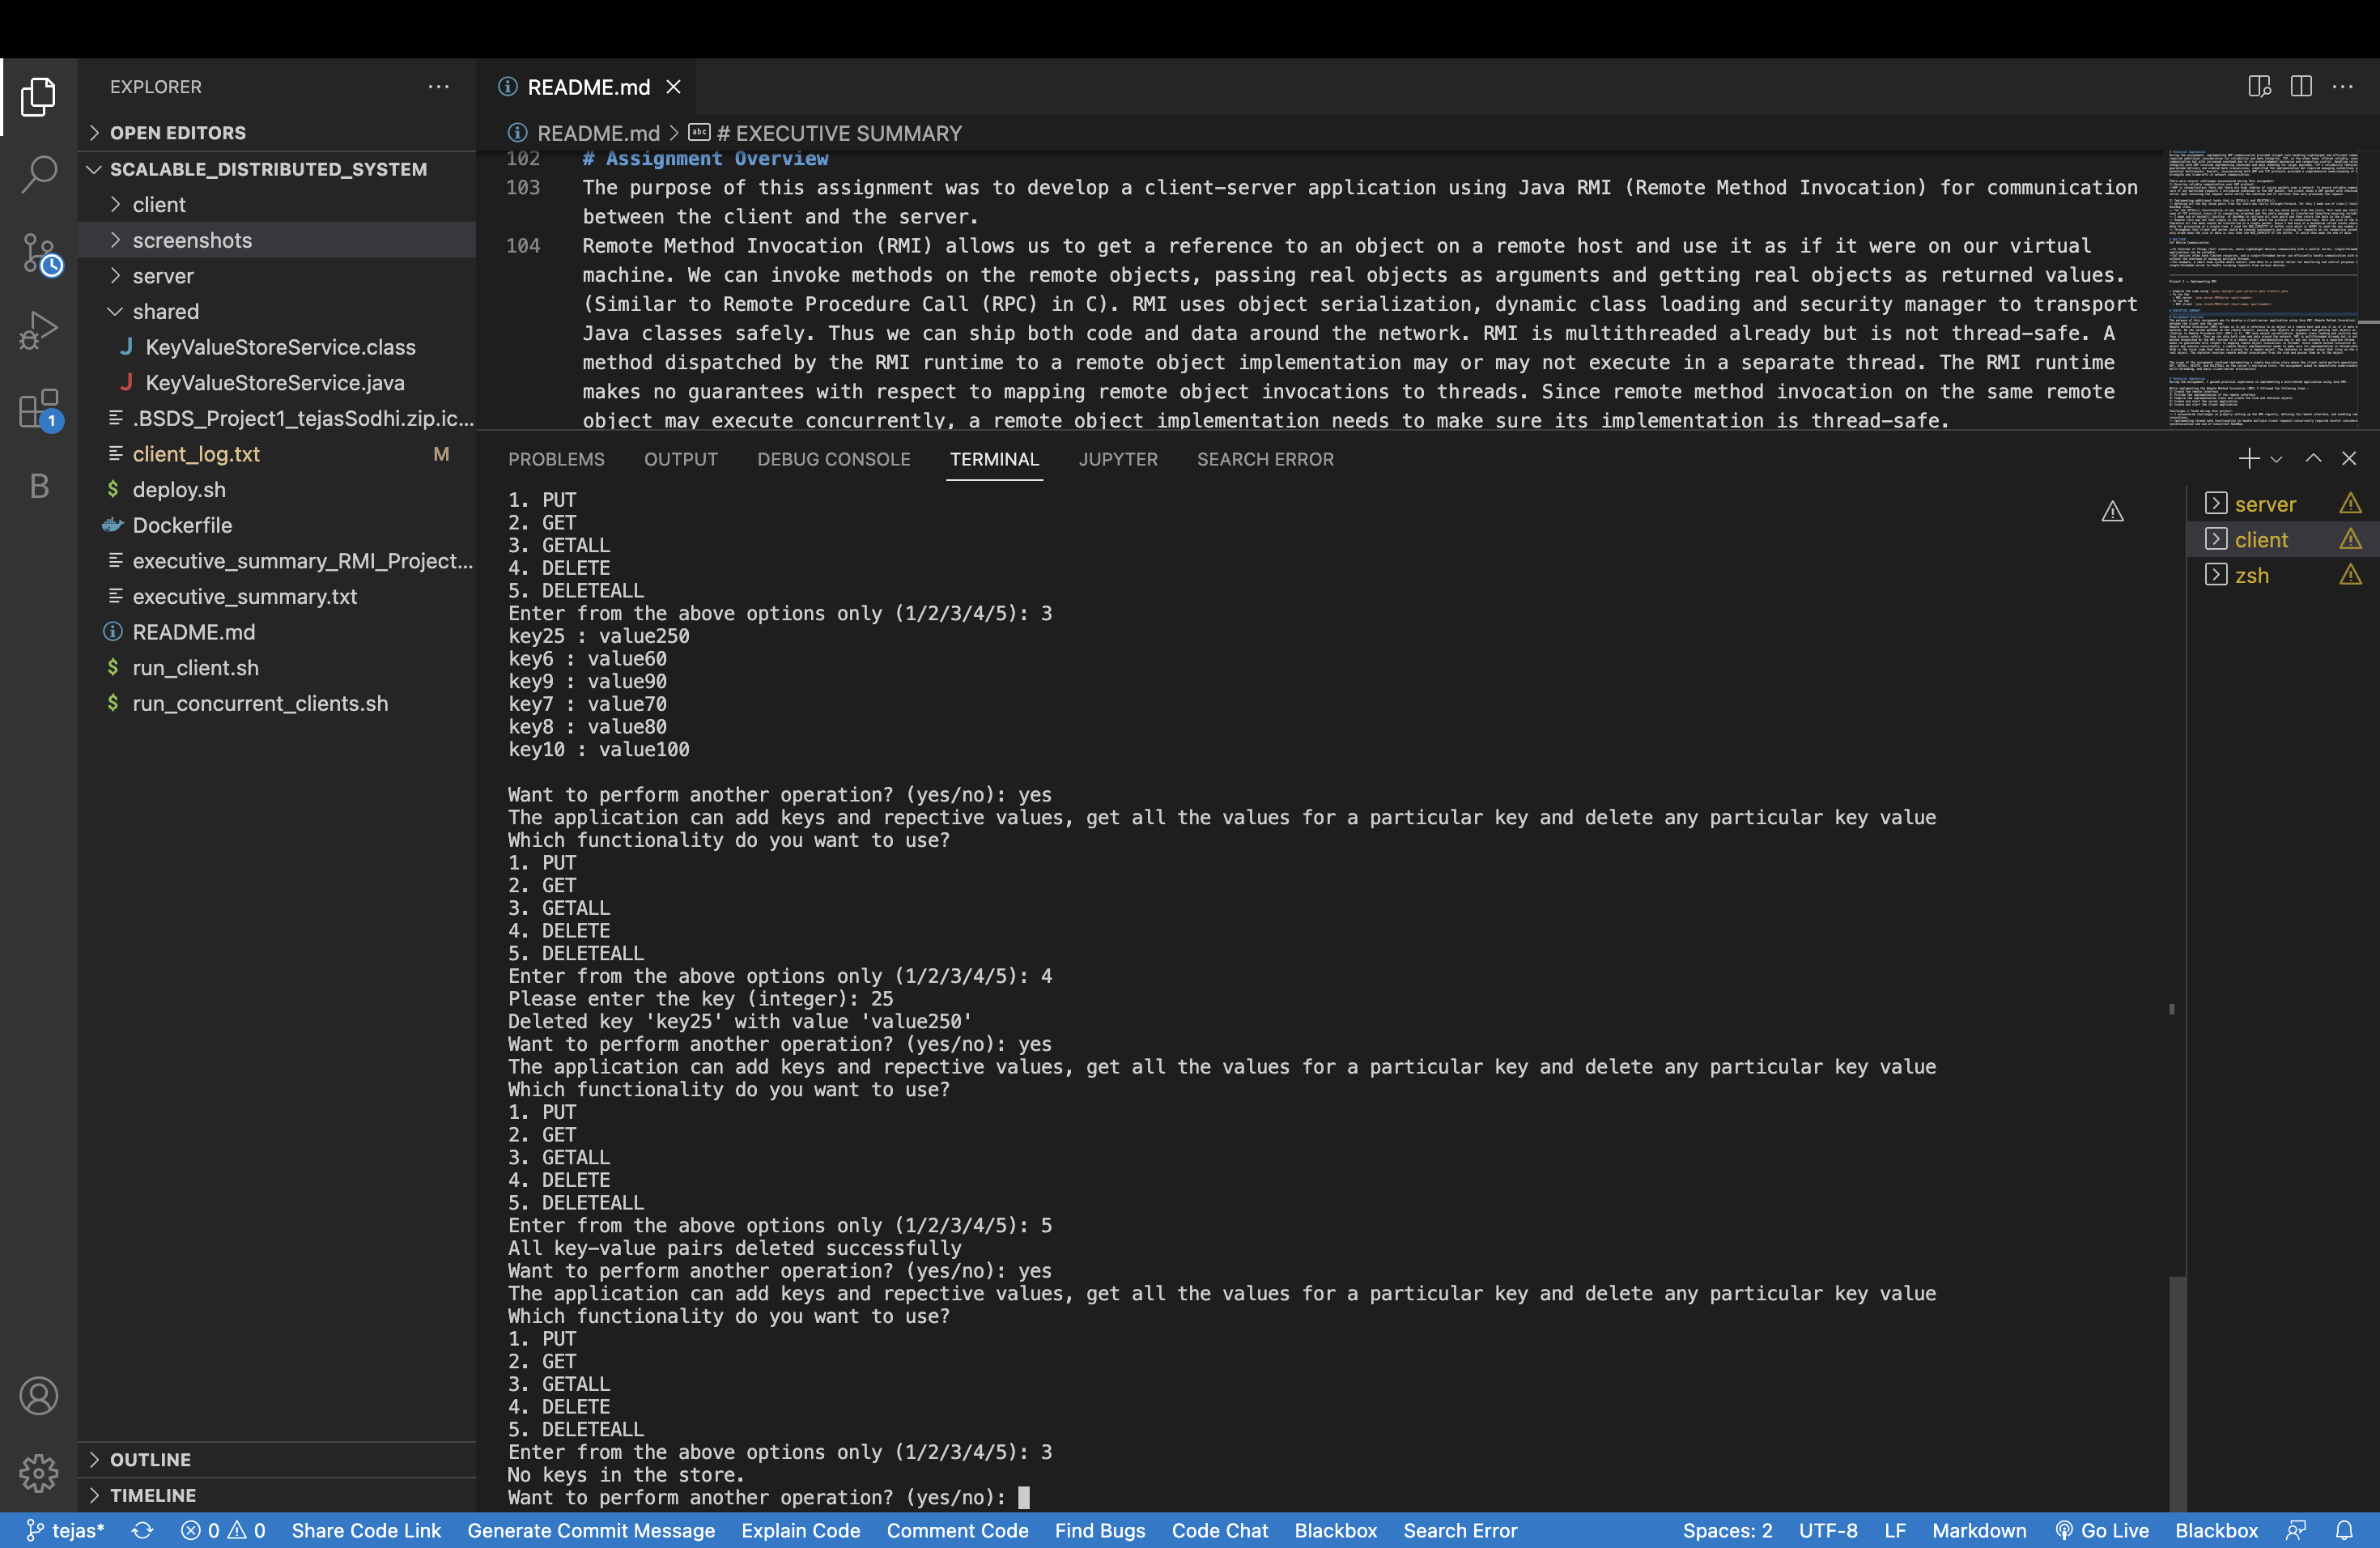 EXPLORER
OPEN EDITORS
SCALABLE_DISTRIBUTED_SYSTEM
client
screenshots
server
shared
KeyValueStoreService.class
KeyValueStoreService.java
.BSDS_Project1_tejasSodhi.zip.ic...
client_log.txt M
deploy.sh
Dockerfile
executive_summary_RMI_Project...
executive_summary.txt
README.md
run_client.sh
run_concurrent_clients.sh
OUTLINE
TIMELINE
1
B
README.md
README.md > # EXECUTIVE SUMMARY
102 # Assignment Overview
103 The purpose of this assignment was to develop a client-server application using Java RMI (Remote Method Invocation) for communication
between the client and the server.
104 Remote Method Invocation (RMI) allows us to get a reference to an object on a remote host and use it as if it were on our virtual
machine. We can invoke methods on the remote objects, passing real objects as arguments and getting real objects as returned values.
(Similar to Remote Procedure Call (RPC) in C). RMI uses object serialization, dynamic class loading and security manager to transport
Java classes safely. Thus we can ship both code and data around the network. RMI is multithreaded already but is not thread-safe. A
method dispatched by the RMI runtime to a remote object implementation may or may not execute in a separate thread. The RMI runtime
makes no guarantees with respect to mapping remote object invocations to threads. Since remote method invocation on the same remote
object may execute concurrently, a remote object implementation needs to make sure its implementation is thread-safe.
PROBLEMS OUTPUT DEBUG CONSOLE TERMINAL JUPYTER SEARCH ERROR
1. PUT
2. GET
3. GETALL
4. DELETE
5. DELETEALL
Enter from the above options only (1/2/3/4/5): 3
key25 : value250
key6 : value60
key9 : value90
key7 : value70
key8 : value80
key10 : value100
Want to perform another operation? (yes/no): yes
The application can add keys and repective values, get all the values for a particular key and delete any particular key value
Which functionality do you want to use?
1. PUT
2. GET
3. GETALL
4. DELETE
5. DELETEALL
Enter from the above options only (1/2/3/4/5): 4
Please enter the key (integer): 25
Deleted key 'key25' with value 'value250'
Want to perform another operation? (yes/no): yes
The application can add keys and repective values, get all the values for a particular key and delete any particular key value
Which functionality do you want to use?
1. PUT
2. GET
3. GETALL
4. DELETE
5. DELETEALL
Enter from the above options only (1/2/3/4/5): 5
All key-value pairs deleted successfully
Want to perform another operation? (yes/no): yes
The application can add keys and repective values, get all the values for a particular key and delete any particular key value
Which functionality do you want to use?
1. PUT
2. GET
3. GETALL
4. DELETE
5. DELETEALL
Enter from the above options only (1/2/3/4/5): 3
No keys in the store.
Want to perform another operation? (yes/no):
server
client
zsh
tejas* 0 0 Share Code Link Generate Commit Message Explain Code Comment Code Find Bugs Code Chat Blackbox Search Error Spaces: 2 UTF-8 LF Markdown Go Live Blackbox